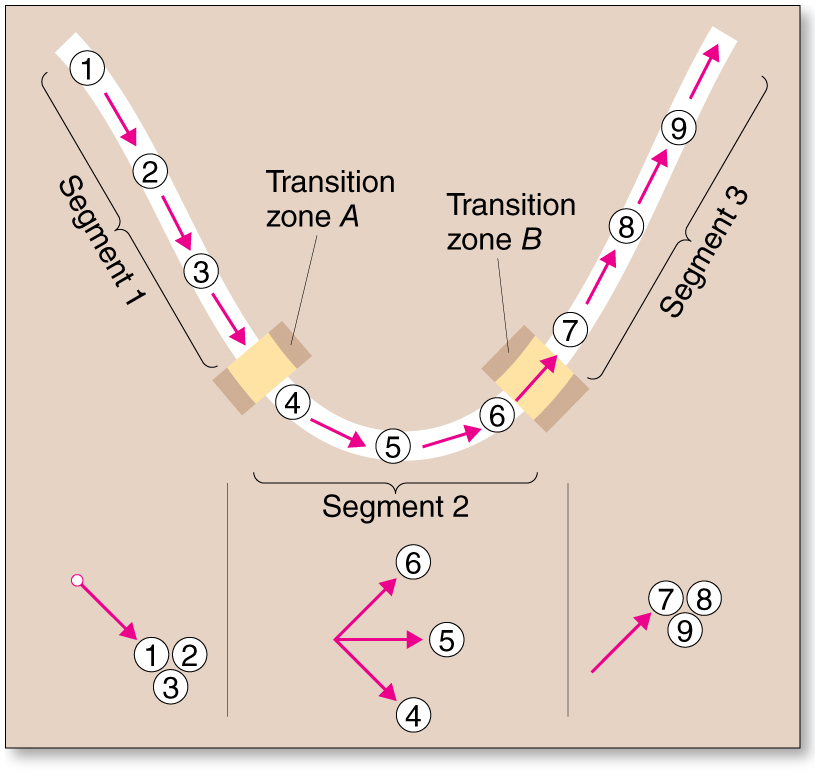 1
2
3
Segment 1
Transition
zone A
Transition
zone B
4
5
6
7
8
9
Segment 3
Segment 2
1 2
3
6
5
4
7 8
9